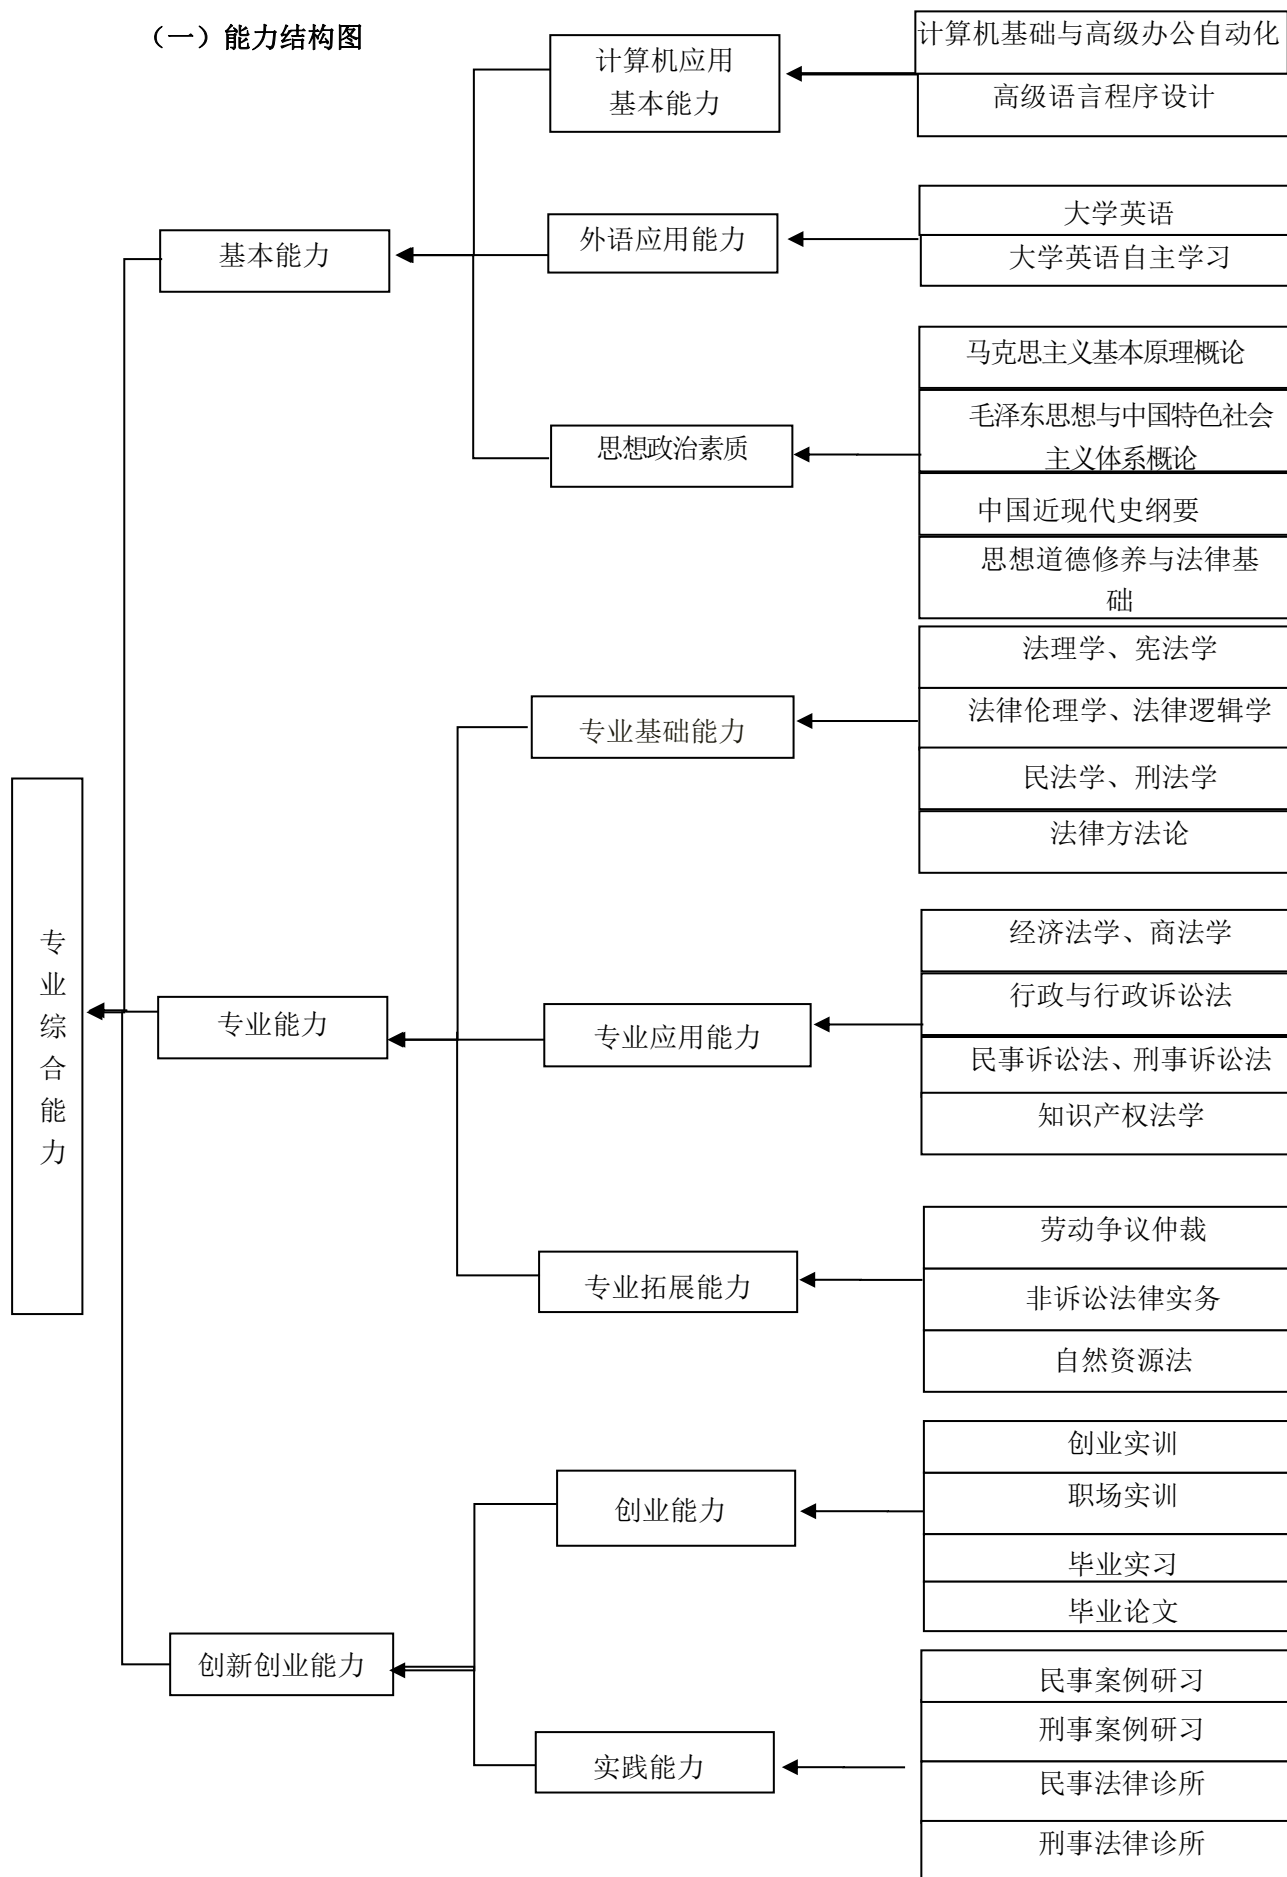 （一）能力结构图
计算机应用
基本能力
计算机基础与高级办公自动化
高级语言程序设计
基本能力
外语应用能力
大学英语
大学英语自主学习
思想政治素质
马克思主义基本原理概论
毛泽东思想与中国特色社会
主义体系概论
中国近现代史纲要
思想道德修养与法律基
础
专业综合能力
专业能力
专业基础能力
法理学、宪法学
法律伦理学、法律逻辑学
民法学、刑法学
法律方法论
专业应用能力
经济法学、商法学
行政与行政诉讼法
民事诉讼法、刑事诉讼法
知识产权法学
专业拓展能力
劳动争议仲裁
非诉讼法律实务
自然资源法
创新创业能力
创业能力
创业实训
职场实训
毕业实习
毕业论文
实践能力
民事案例研习
刑事案例研习
民事法律诊所
刑事法律诊所